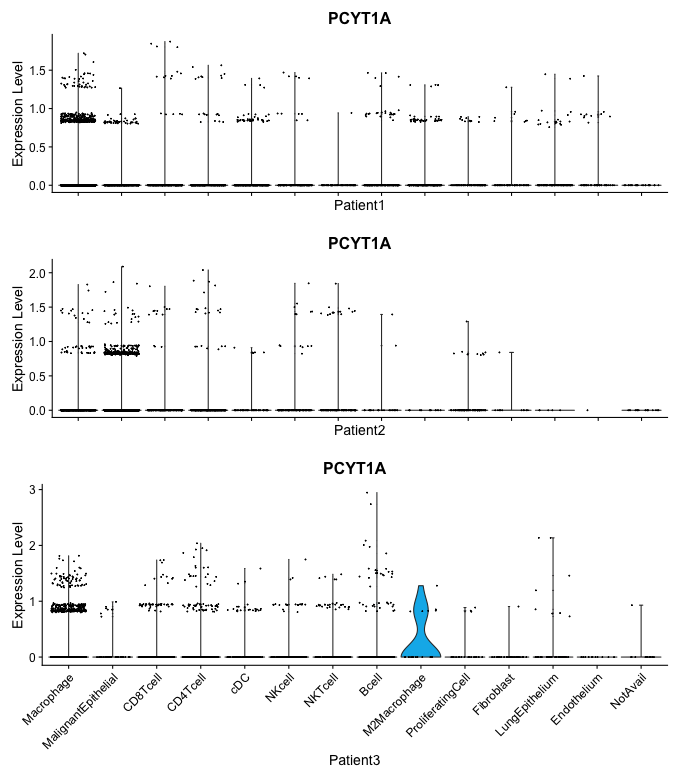 PCYT1A
Expression Level
1.5
1.0
0.5
0.0
Patient1
PCYT1A
Expression Level
2.0
1.5
1.0
0.5
0.0
Patient2
PCYT1A
Expression Level
3
2
1
0
Macrophage
MalignantEpithelial
CD8Tcell
CD4Tcell
cDC
NKcell
NKTcell
Bcell
M2Macrophage
ProliferatingCell
Fibroblast
LungEpithelium
Endothelium
NotAvail
Patient3